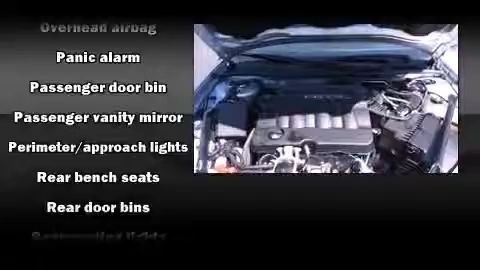 Overhead airbag
Panic alarm
Passenger door bin
Passenger vanity mirror
Perimeter/approach lights
Rear bench seats
Rear door bins